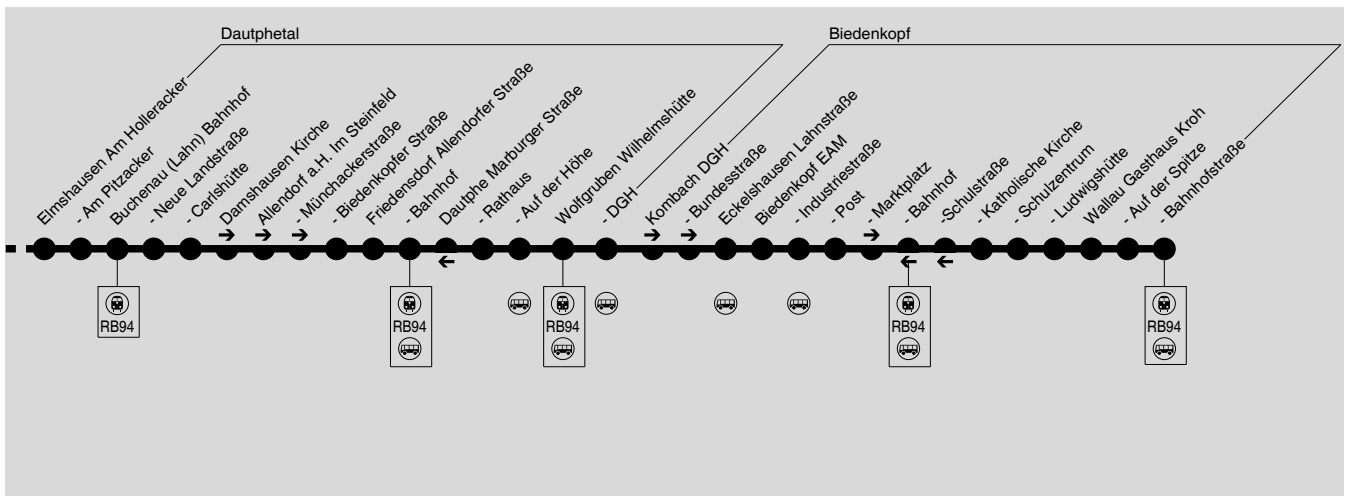 Dautphetal
Biedenkopf
Elmshausen Am Holleracker
- Am Pitzacker
Buchenau (Lahn) Bahnhof
- Neue Landstraße
- Carlshütte
Damshausen Kirche
Allendorf a.H. Im Steinfeld
- Münchackerstraße
- Biedenkopfer Straße
Friedensdorf Allendorfer Straße
- Bahnhof
Dautphe Marburger Straße
- Rathaus
- Auf der Höhe
Wolfgruben Wilhelmshütte
- DGH
Kombach DGH
- Bundesstraße
Eckelshausen Lahnstraße
Biedenkopf EAM
- Industriestraße
- Post
- Marktplatz
- Bahnhof
-Schulstraße
- Katholische Kirche
- Schulzentrum
- Ludwigshütte
Wallau Gasthaus Kroh
- Auf der Spitze
- Bahnhofstraße
RB94
RB94
RB94
RB94
RB94